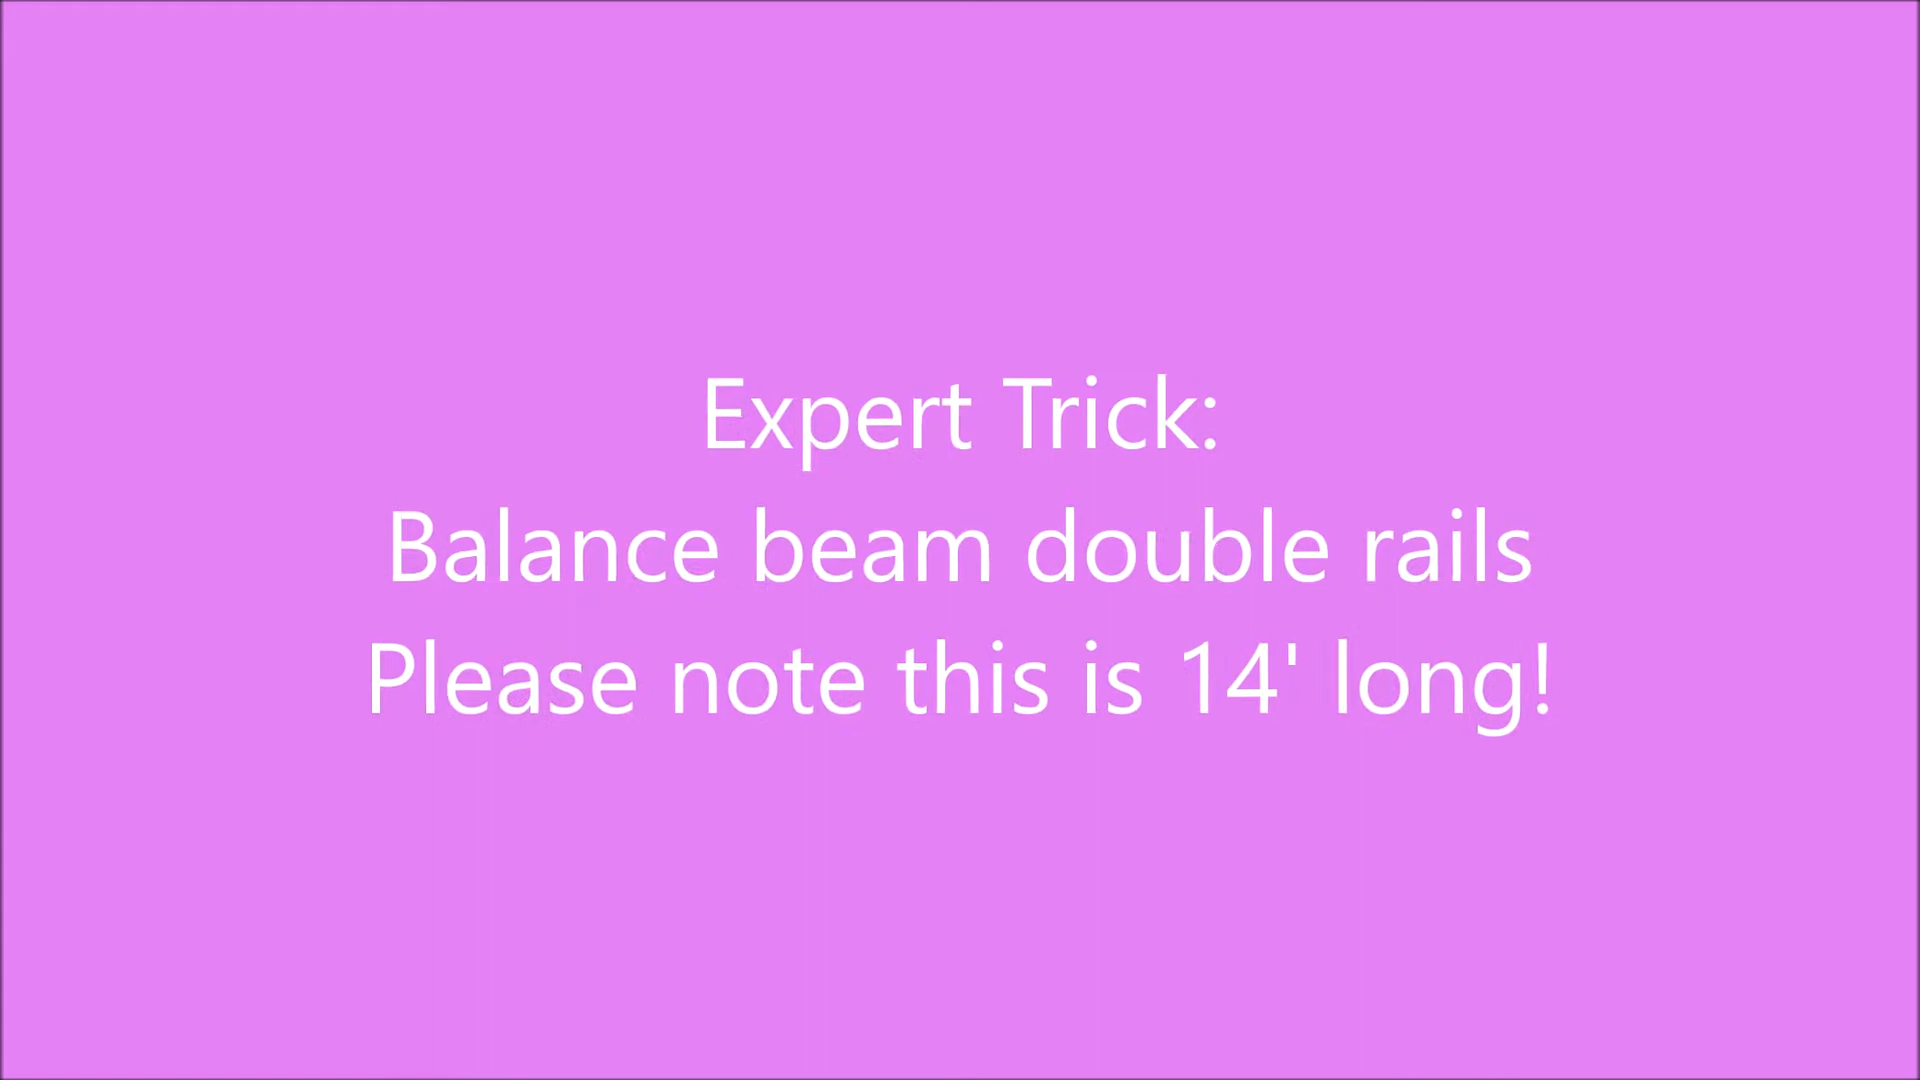 Expert Trick:
Balance beam double rails
Please note this is 14' long!